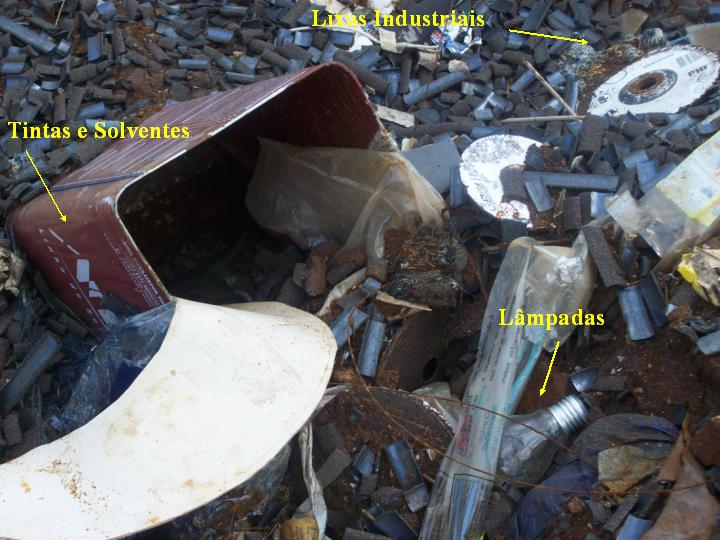 Lixas Industriais
Tintas e Solventes
Lâmpadas